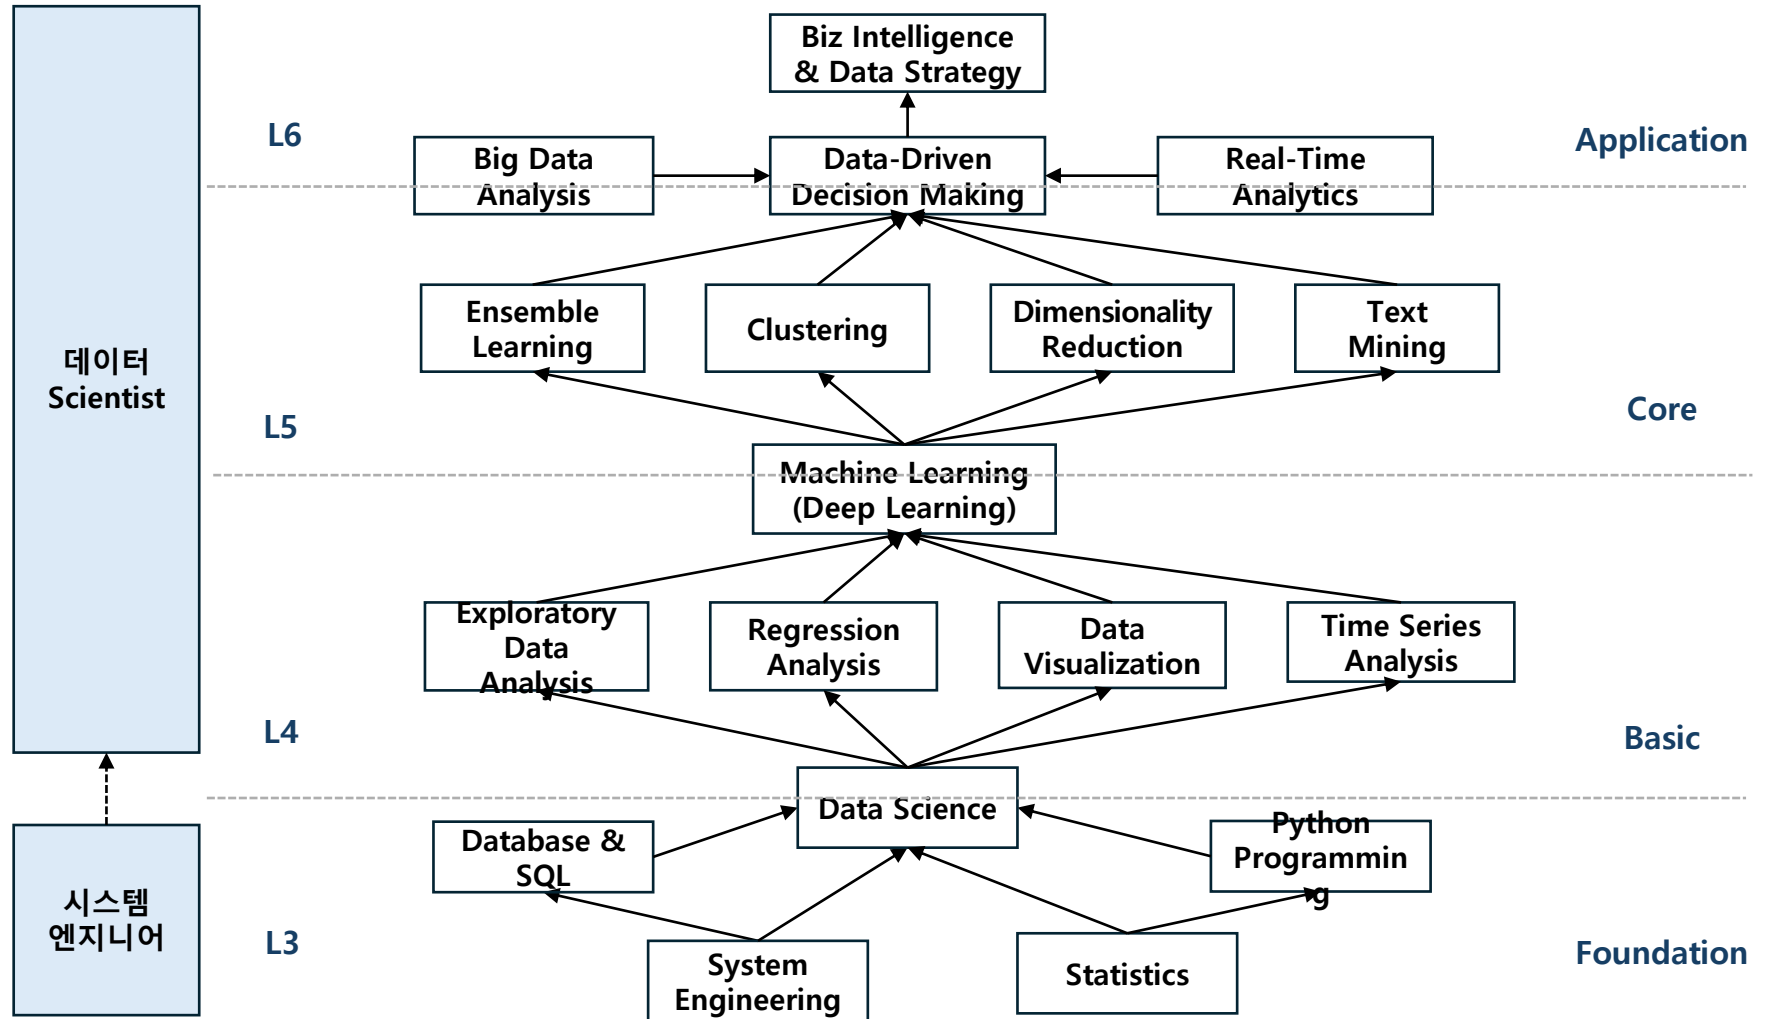 Biz Intelligence
& Data Strategy
L6
Application
Big Data
Analysis
Data-Driven
Decision Making
Real-Time
Analytics
Ensemble
Learning
Clustering
Dimensionality
Reduction
Text
Mining
데이터
Scientist
L5
Core
Machine Learning
(Deep Learning)
Exploratory
Data
Analysis
Regression
Analysis
Data
Visualization
Time Series
Analysis
L4
Basic
Data Science
Database &
SQL
Python
Programmin
g
시스템
엔지니어
L3
Foundation
System
Engineering
Statistics